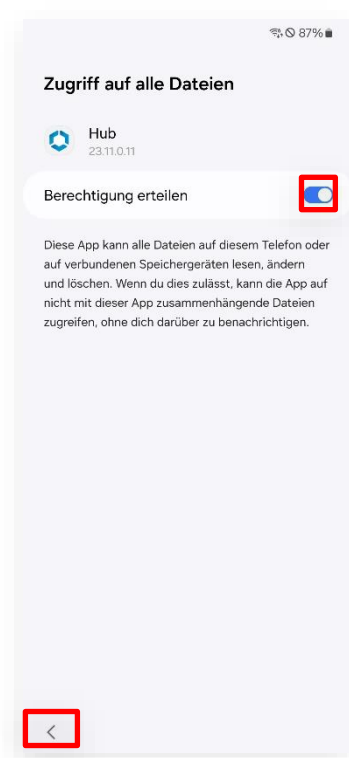 87%
Zugriff auf alle Dateien
Hub
23.11.0.11
Berechtigung erteilen
Diese App kann alle Dateien auf diesem Telefon oder
auf verbundenen Speichergeräten lesen, ändern
und löschen. Wenn du dies zulässt, kann die App auf
nicht mit dieser App zusammenhängende Dateien
zugreifen, ohne dich darüber zu benachrichtigen.